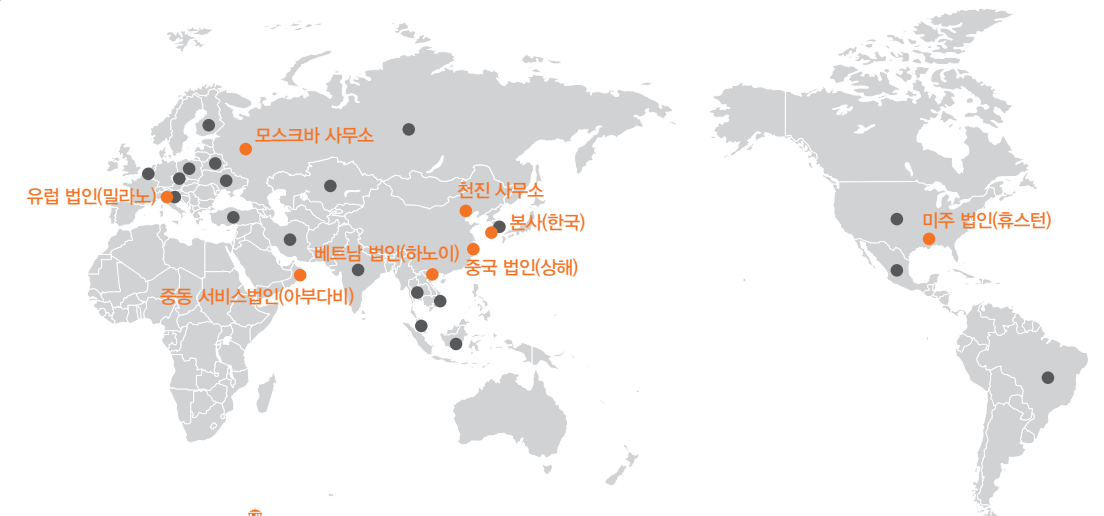 모스크바 사무소
천진 사무소
유럽 법인(밀라노)
본사(한국)
미주 법인(휴스턴)
베트남 법인(하노이)
중국 법인(상해)
중동 서비스법인(아부다비)